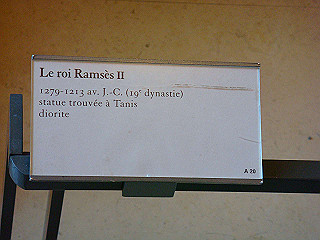 Le roi Ramsès II
1279-1213 av. J.-C. (19e dynastie)
statue trouvée à Tanis
diorite
A 20